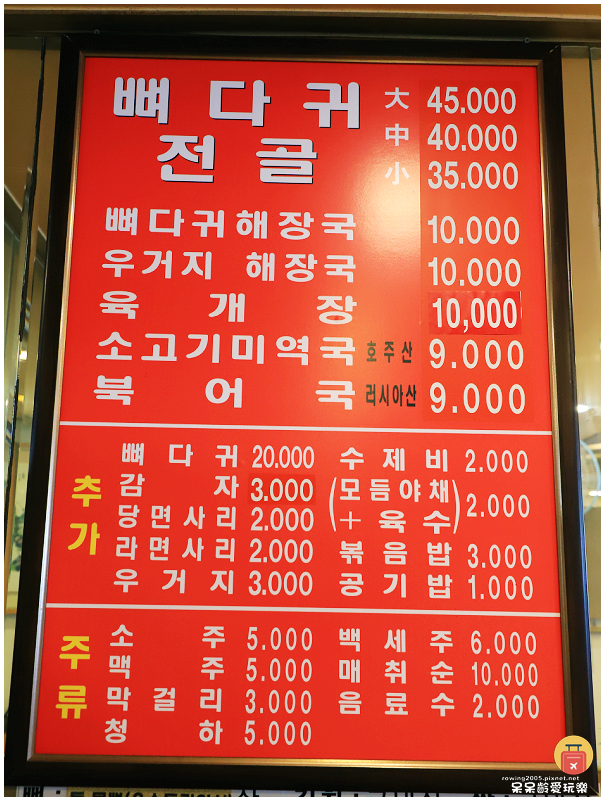 뼈다귀 전골 大 45.000
中 40.000
小 35.000
뼈다귀해장국 10.000
우거지 해장국 10.000
육개장 10,000
소고기미역국 호주산 9.000
북어국 러시아산 9.000
추가
뼈다귀 20.000
감자 3.000
당면사리 2.000
라면사리 2.000
우거지 3.000
수제비 2.000
(모듬야채
+육수) 2.000
볶음밥 3.000
공기밥 1.000
주류
소주 5.000
맥주 5.000
막걸리 3.000
청하 5.000
백세주 6.000
매취순 10.000
음료수 2.000
rowing2005.pixnet.net
呆呆齡愛玩樂